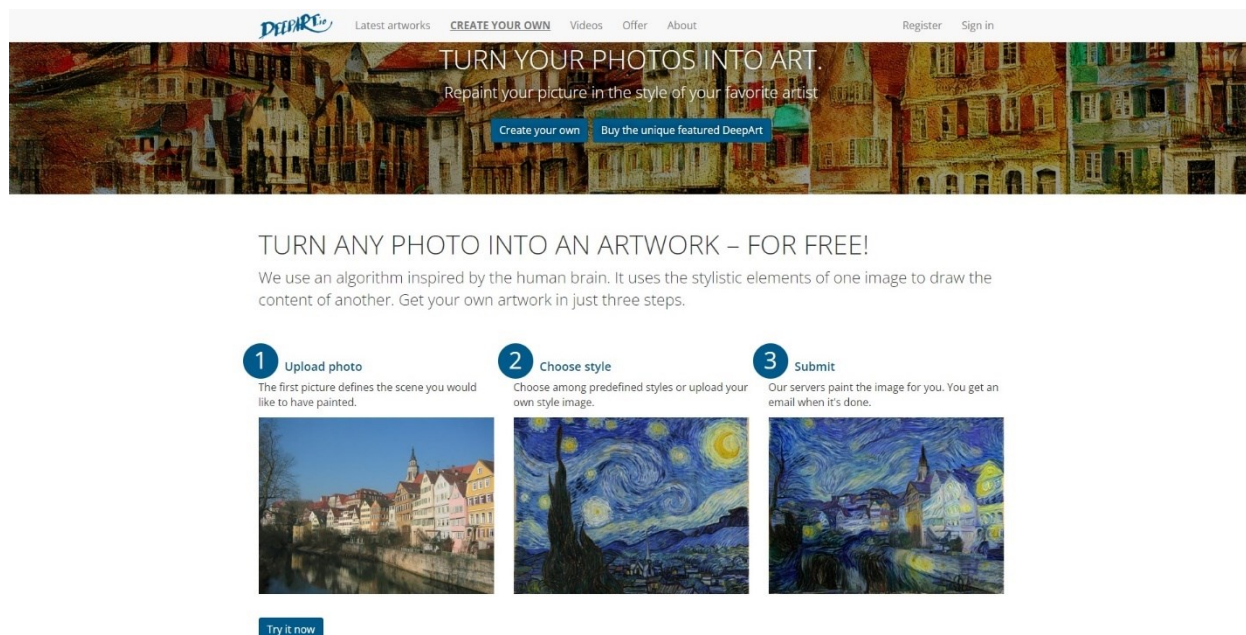 DEEPART.io
Latest artworks
CREATE YOUR OWN
Videos
Offer
About
Register
Sign in
TURN YOUR PHOTOS INTO ART.
Repaint your picture in the style of your favorite artist
Create your own
Buy the unique featured DeepArt
TURN ANY PHOTO INTO AN ARTWORK – FOR FREE!
We use an algorithm inspired by the human brain. It uses the stylistic elements of one image to draw the
content of another. Get your own artwork in just three steps.
1 Upload photo
The first picture defines the scene you would
like to have painted.
2 Choose style
Choose among predefined styles or upload your
own style image.
3 Submit
Our servers paint the image for you. You get an
email when it's done.
Try it now